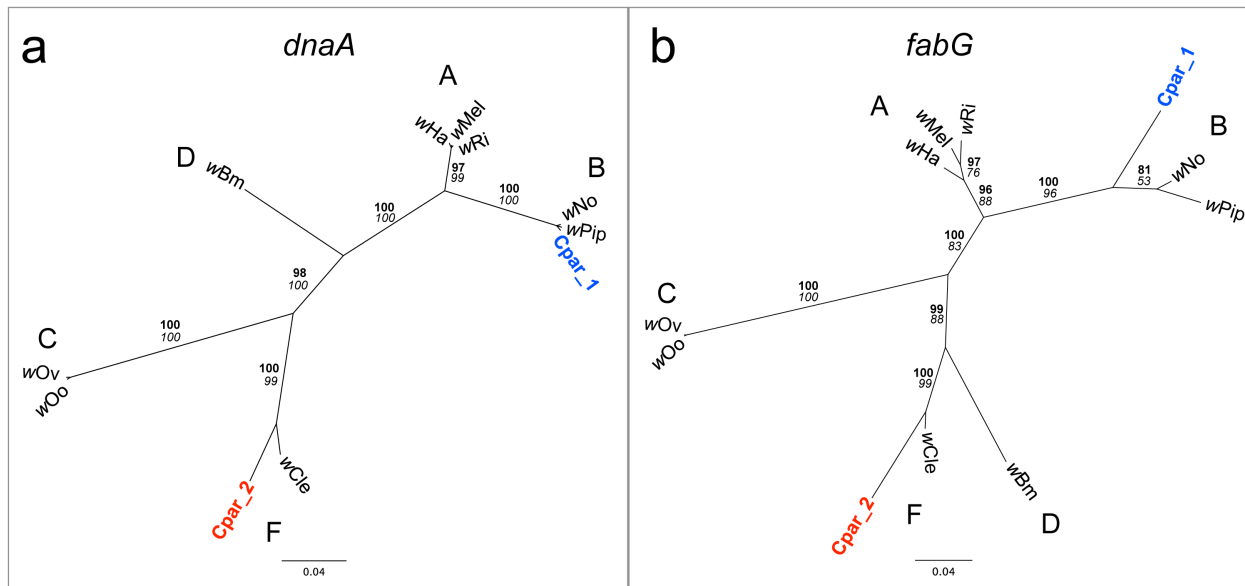 a
dnaA
A
wMel
wHa
wRi
97
99
D
wBm
B
100
100
wNo
wPip
Cpar_1
100
100
98
100
C
100
100
wOv
wOo
100
99
wCle
Cpar_2
F
0.04
b
fabG
Cpar_1
A
wRi
wMel
wHa
97
76
B
81
53
wNo
wPip
96
88
100
96
100
83
C
100
100
wOv
wOo
99
88
100
99
wCle
wBm
Cpar_2
F
D
0.04